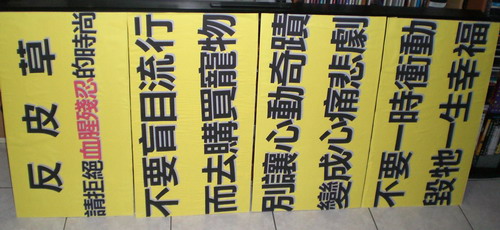 反皮草
請拒絕血腥殘忍的時尚
不要盲目流行
而去購買寵物
別讓心動奇蹟
變成心痛悲劇
不要一時衝動
毀牠一生幸福